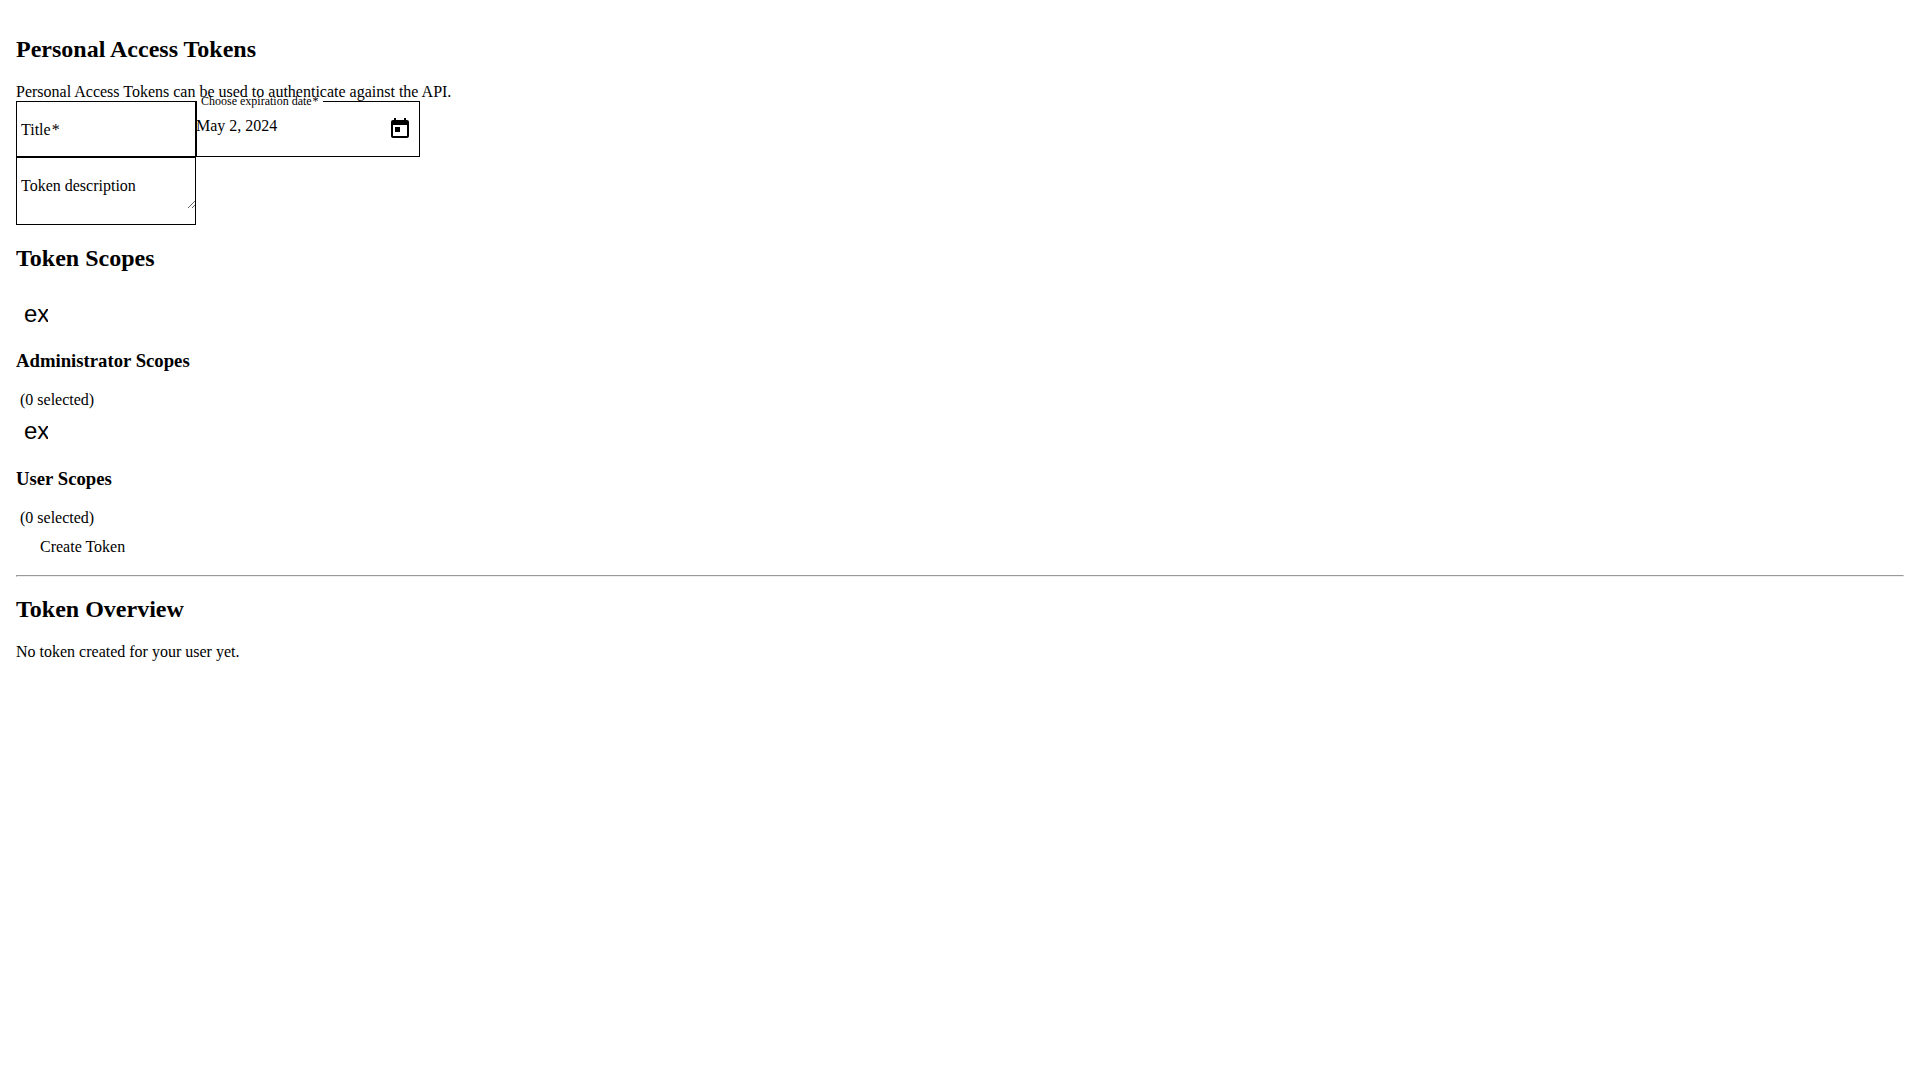 Personal Access Tokens
Personal Access Tokens can be used to authenticate against the API.
Choose expiration date*
Title*
May 2, 2024
Token description
Token Scopes
ex
Administrator Scopes
(0 selected)
ex
User Scopes
(0 selected)
Create Token
Token Overview
No token created for your user yet.